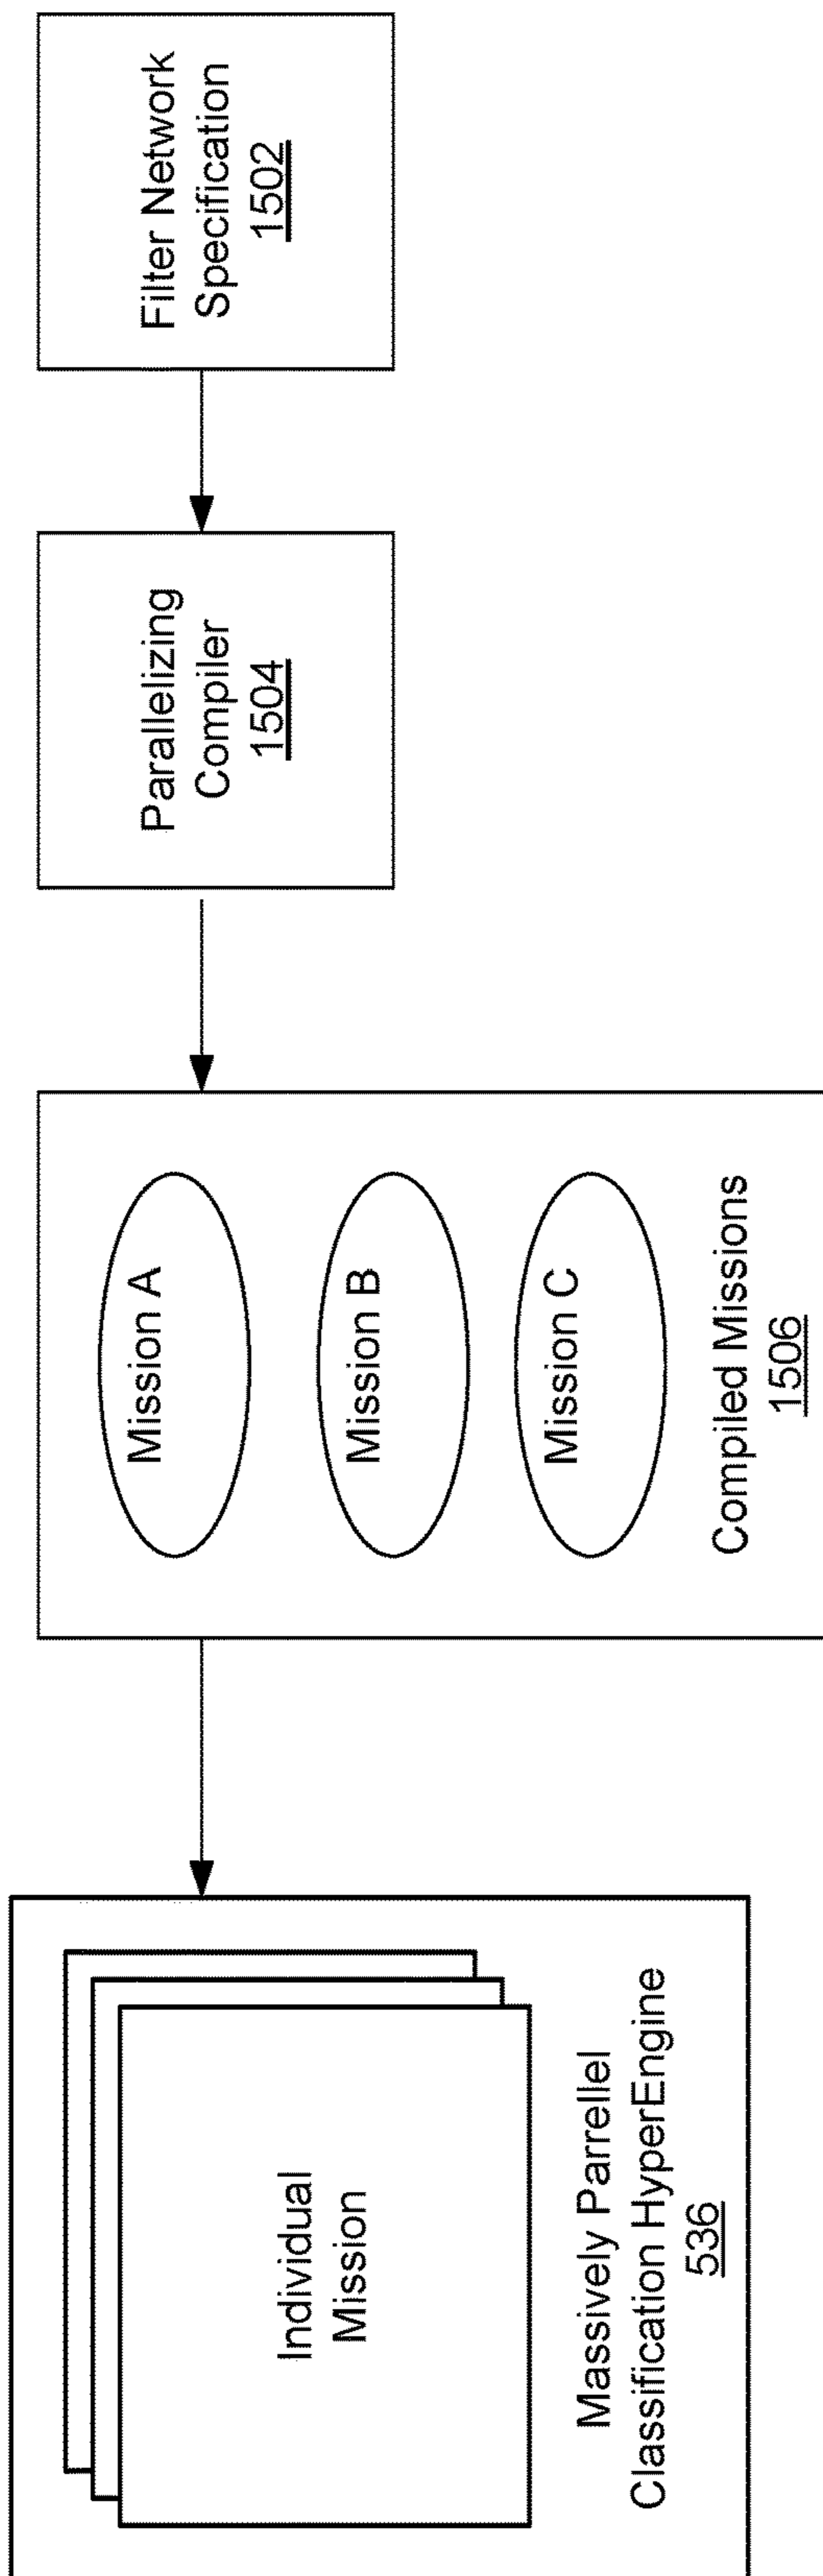 Filter Network
Specification
1502
Parallelizing
Compiler
1504
Mission A
Mission B
Mission C
Compiled Missions
1506
Individual
Mission
Massively Parrellel
Classification HyperEngine
536